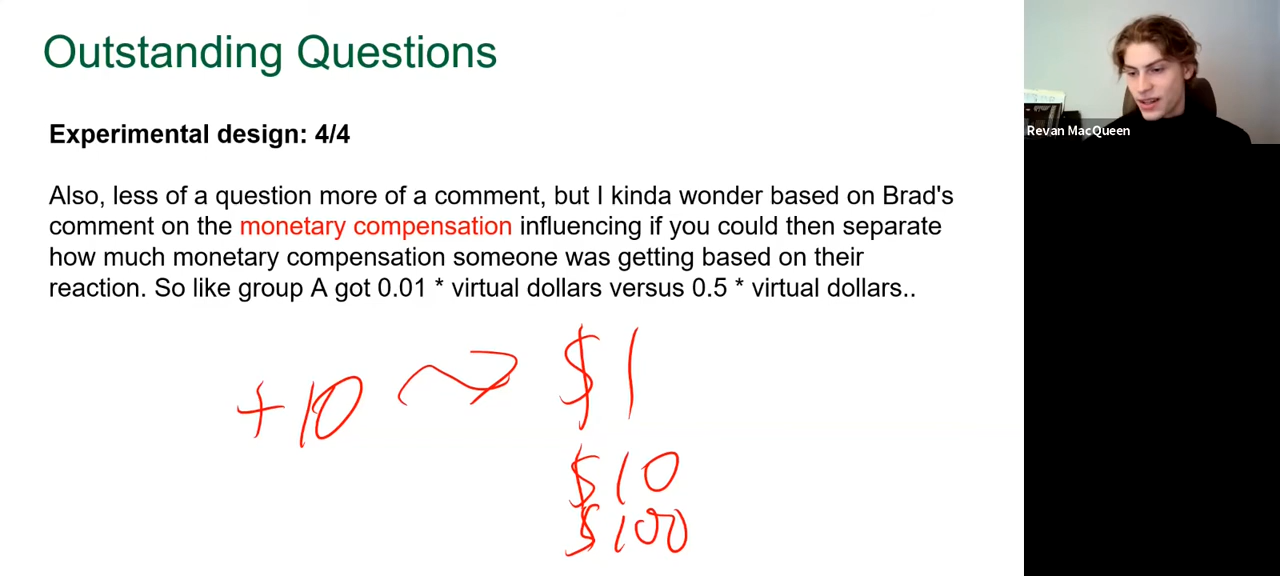 Outstanding Questions
Experimental design: 4/4
Also, less of a question more of a comment, but I kinda wonder based on Brad's
comment on the monetary compensation influencing if you could then separate
how much monetary compensation someone was getting based on their
reaction. So like group A got 0.01 * virtual dollars versus 0.5 * virtual dollars..
+10 $1
$10
$100
Revan MacQueen